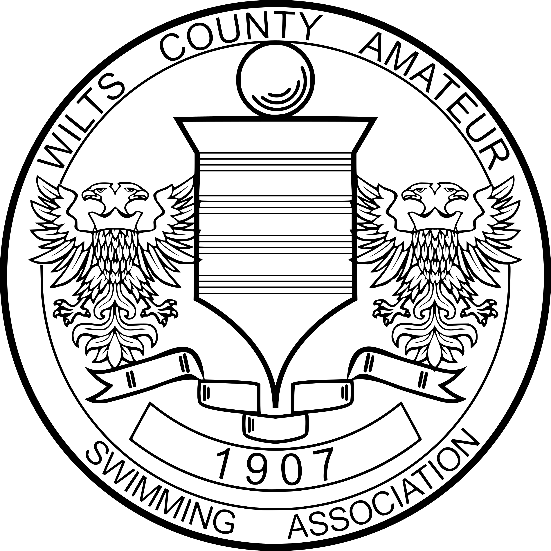 WILTS COUNTY AMATEUR
1907
SWIMMING ASSOCIATION